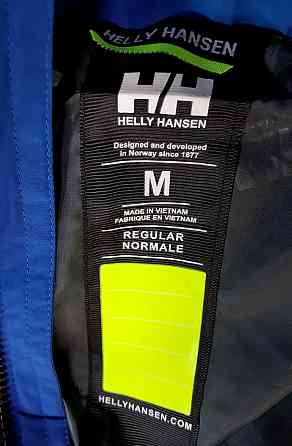 HELLY HANSEN
HH
HELLY HANSEN
Designed and developed
in Norway since 1877
M
MADE IN VIETNAM
FABRIQUÉ EN VIETNAM
REGULAR
NORMALE
HELLYHANSEN.COM